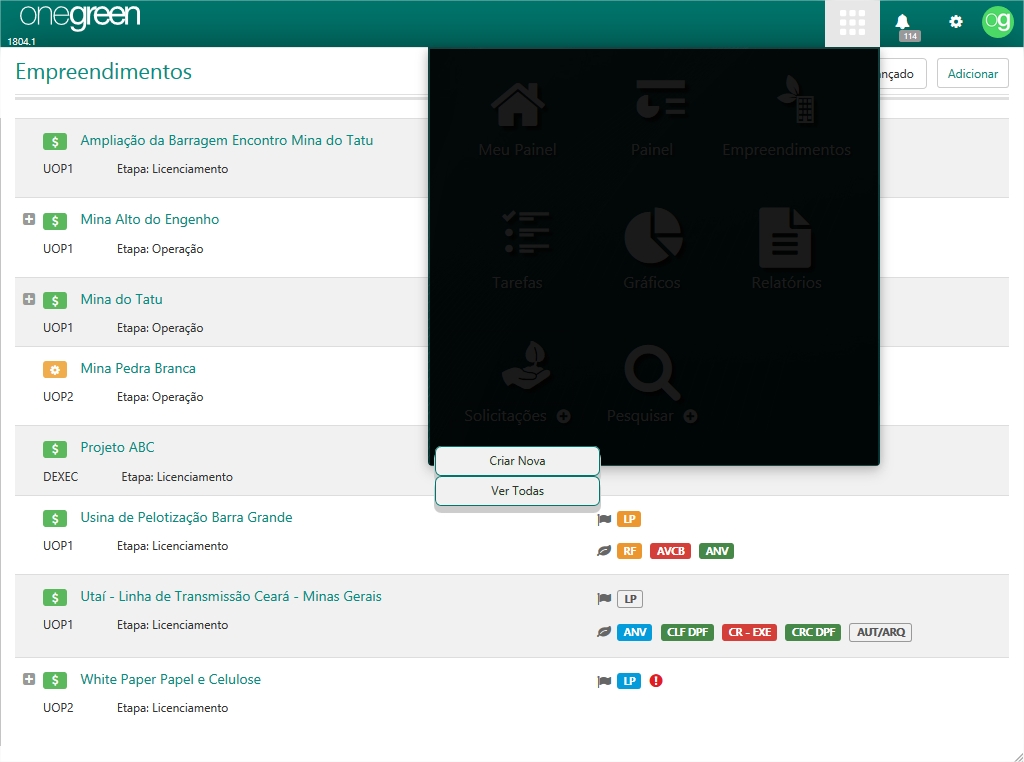 onegreen
1804.1
114
og
Empreendimentos
nçado
Adicionar
Meu Painel
Painel
Empreendimentos
Tarefas
Gráficos
Relatórios
Solicitações
Pesquisar
Criar Nova
Ver Todas
$ Ampliação da Barragem Encontro Mina do Tatu
UOP1 Etapa: Licenciamento
$ Mina Alto do Engenho
UOP1 Etapa: Operação
$ Mina do Tatu
UOP1 Etapa: Operação
Mina Pedra Branca
UOP2 Etapa: Operação
$ Projeto ABC
DEXEC Etapa: Licenciamento
$ Usina de Pelotização Barra Grande LP
UOP1 Etapa: Licenciamento RF AVCB ANV
$ Utaí - Linha de Transmissão Ceará - Minas Gerais LP
UOP1 Etapa: Licenciamento ANV CLF DPF CR - EXE CRC DPF AUT/ARQ
$ White Paper Papel e Celulose LP
UOP2 Etapa: Licenciamento